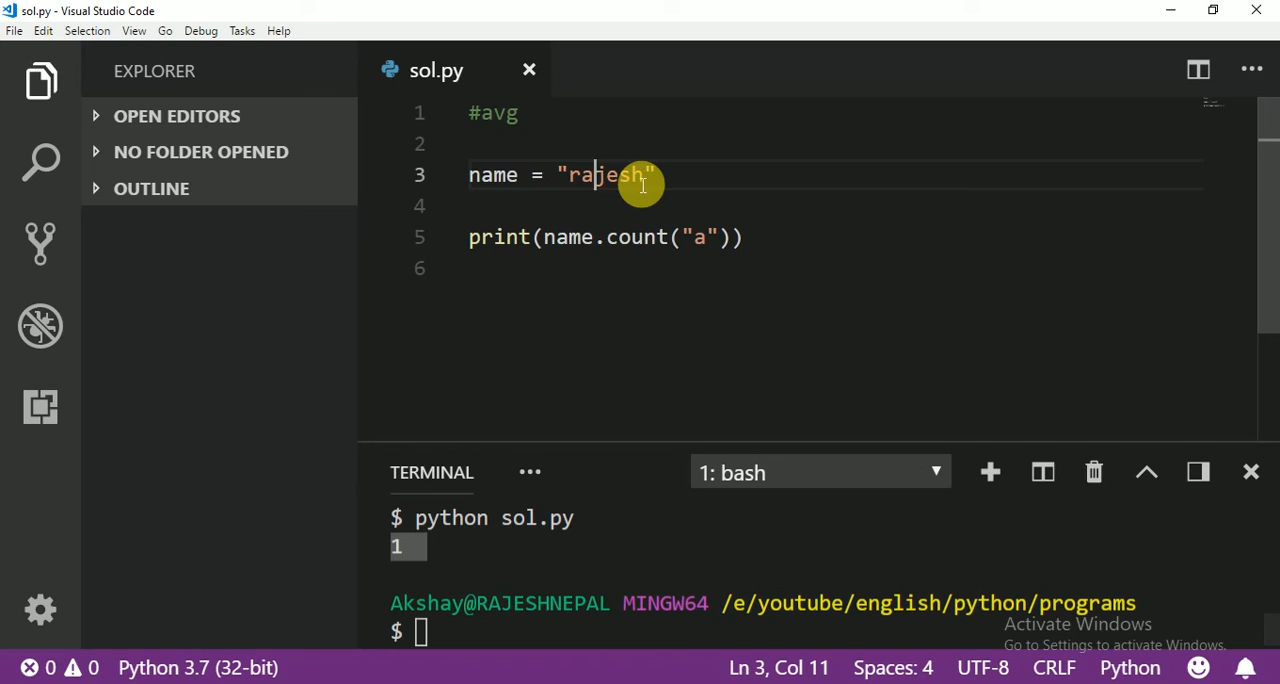 sol.py - Visual Studio Code
File Edit Selection View Go Debug Tasks Help
EXPLORER
OPEN EDITORS
NO FOLDER OPENED
OUTLINE
sol.py
1 #avg
2
3 name = "rajesh"
4
5 print(name.count("a"))
6
TERMINAL
1: bash
$ python sol.py
1
Akshay@RAJESHNEPAL MINGW64 /e/youtube/english/python/programs
$
Activate Windows
Go to Settings to activate Windows.
0 0 Python 3.7 (32-bit) Ln 3, Col 11 Spaces: 4 UTF-8 CRLF Python